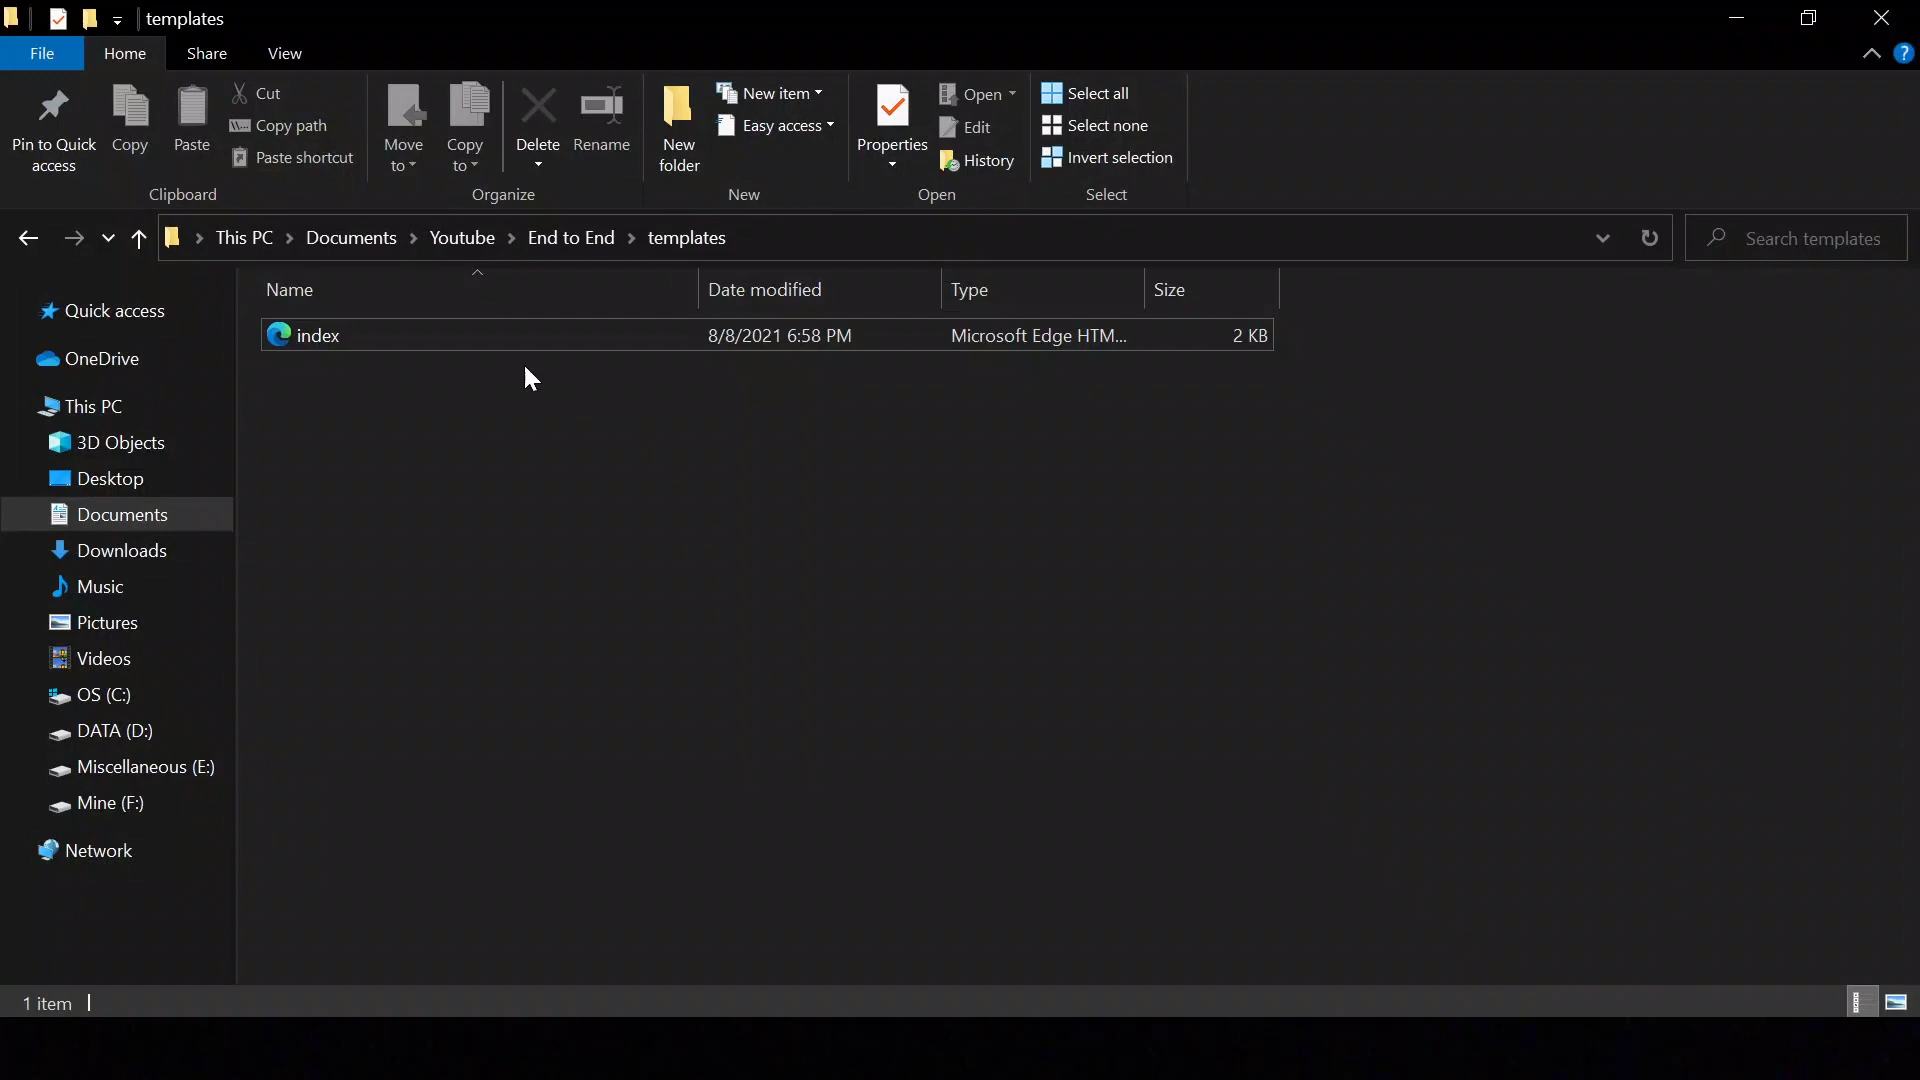 templates
File Home Share View
?
Pin to Quick access
Copy
Paste
Cut
Copy path
Paste shortcut
Clipboard
Move to
Copy to
Delete
Rename
Organize
New folder
New item
Easy access
New
Properties
Open
Edit
History
Open
Select all
Select none
Invert selection
Select
This PC > Documents > Youtube > End to End > templates
Search templates
Name Date modified Type Size
index 8/8/2021 6:58 PM Microsoft Edge HTM... 2 KB
Quick access
OneDrive
This PC
3D Objects
Desktop
Documents
Downloads
Music
Pictures
Videos
OS (C:)
DATA (D:)
Miscellaneous (E:)
Mine (F:)
Network
1 item